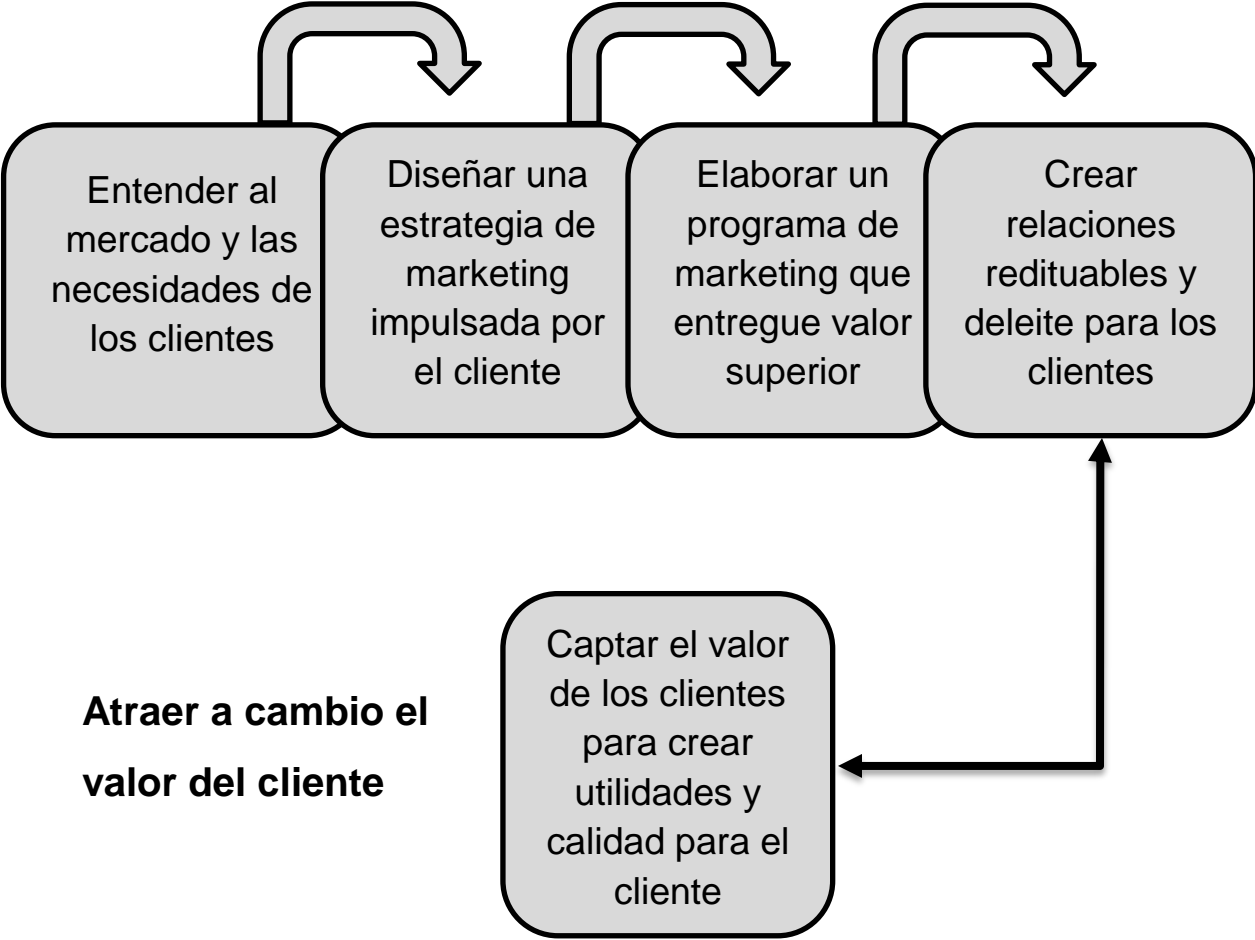 Entender al
mercado y las
necesidades de
los clientes
Diseñar una
estrategia de
marketing
impulsada por
el cliente
Elaborar un
programa de
marketing que
entregue valor
superior
Crear
relaciones
redituables y
deleite para los
clientes
Atraer a cambio el
valor del cliente
Captar el valor
de los clientes
para crear
utilidades y
calidad para el
cliente